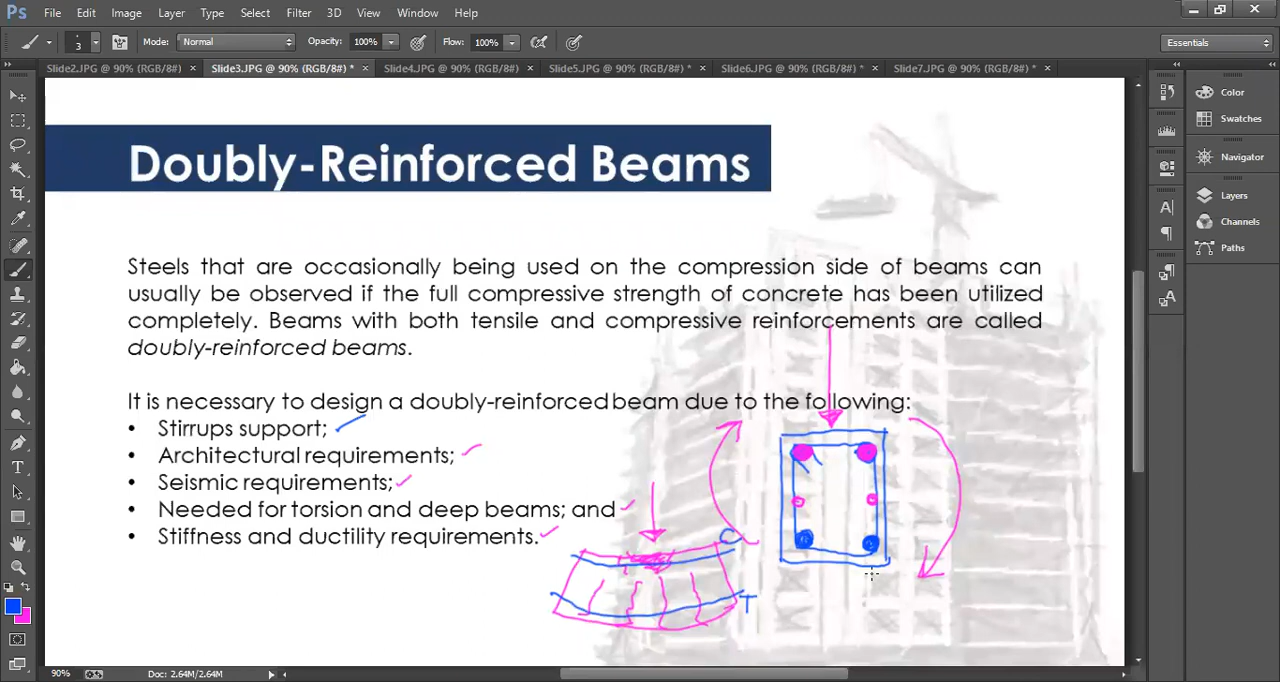 Ps File Edit Image Layer Type Select Filter 3D View Window Help
3 Mode: Normal Opacity: 100% Flow: 100% Essentials
Slide2.JPG @ 90% (RGB/8#) × Slide3.JPG @ 90% (RGB/8#) * × Slide4.JPG @ 90% (RGB/8#) × Slide5.JPG @ 90% (RGB/8#) * × Slide6.JPG @ 90% (RGB/8#) * × Slide7.JPG @ 90% (RGB/8#) * ×
Color
Swatches
Navigator
Layers
Channels
Paths
Doubly-Reinforced Beams
Steels that are occasionally being used on the compression side of beams can
usually be observed if the full compressive strength of concrete has been utilized
completely. Beams with both tensile and compressive reinforcements are called
doubly-reinforced beams.
It is necessary to design a doubly-reinforced beam due to the following:
• Stirrups support;
• Architectural requirements;
• Seismic requirements;
• Needed for torsion and deep beams; and
• Stiffness and ductility requirements.
C
T
90% Doc: 2.64M/2.64M